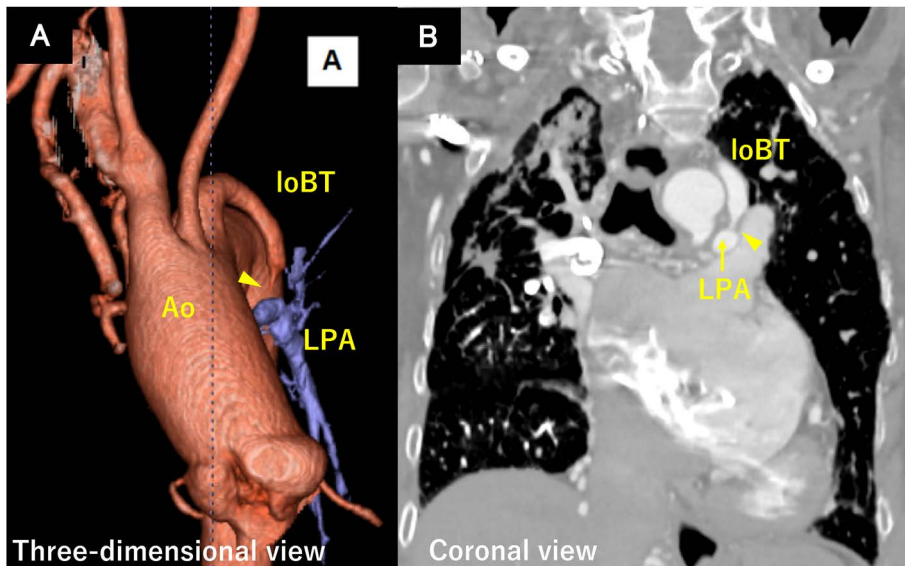 A
A
loBT
Ao
LPA
Three-dimensional view
B
loBT
LPA
Coronal view